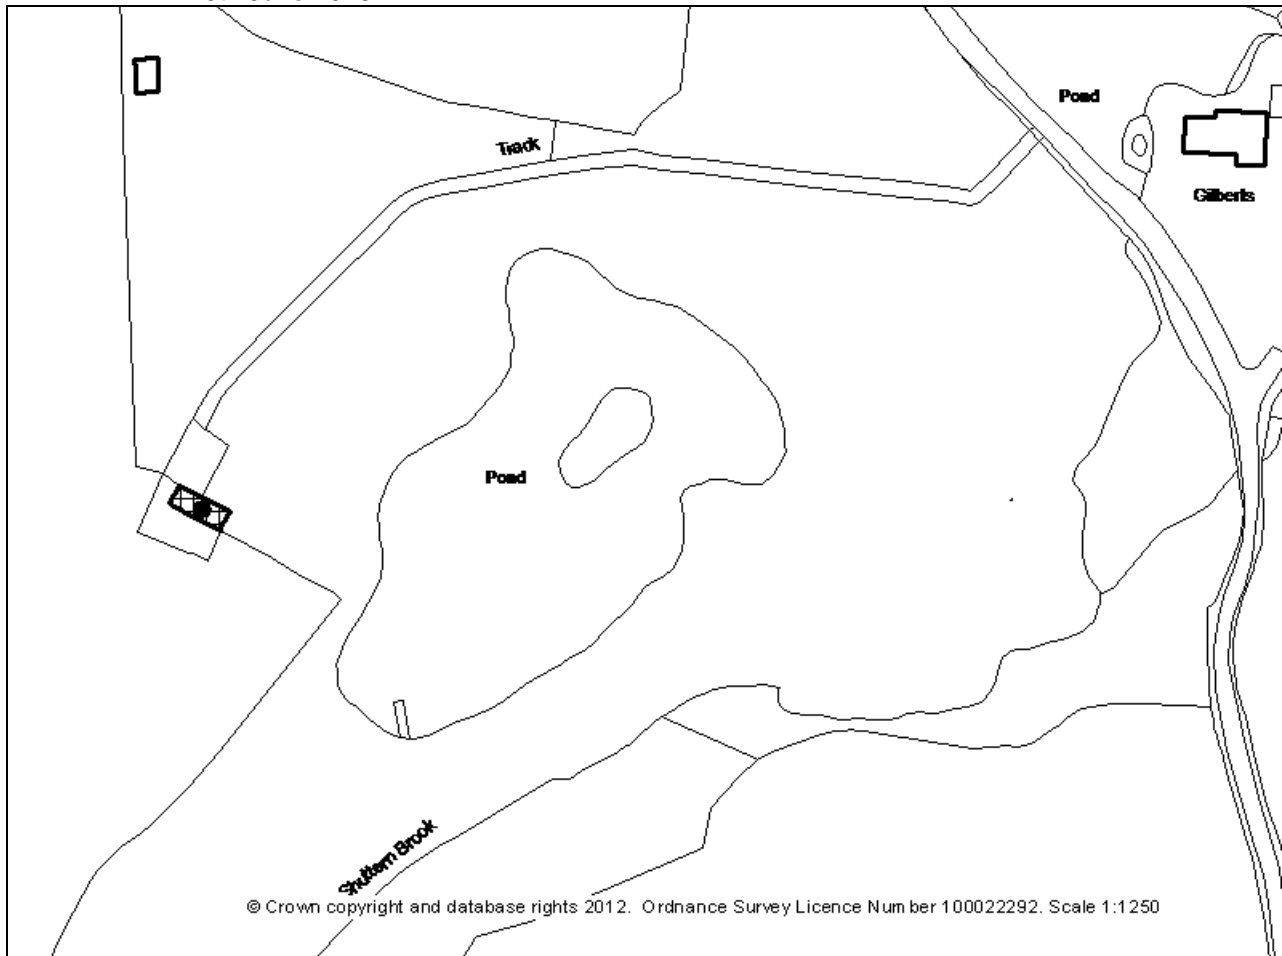 Pond
Track
Gilberts
Pond
Shuttern Brook
© Crown copyright and database rights 2012. Ordnance Survey Licence Number 100022292. Scale 1:1250